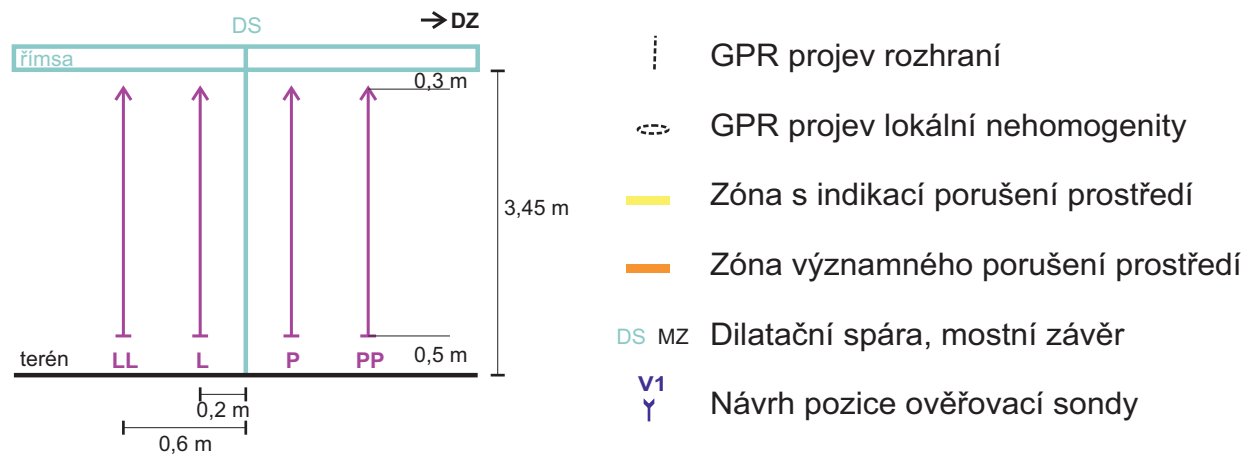 DS
DZ
římsa
0,3 m
3,45 m
terén
LL
L
P
PP
0,5 m
0,2 m
0,6 m
GPR projev rozhraní
GPR projev lokální nehomogenity
Zóna s indikací porušení prostředí
Zóna významného porušení prostředí
DS MZ Dilatační spára, mostní závěr
V1
Návrh pozice ověřovací sondy